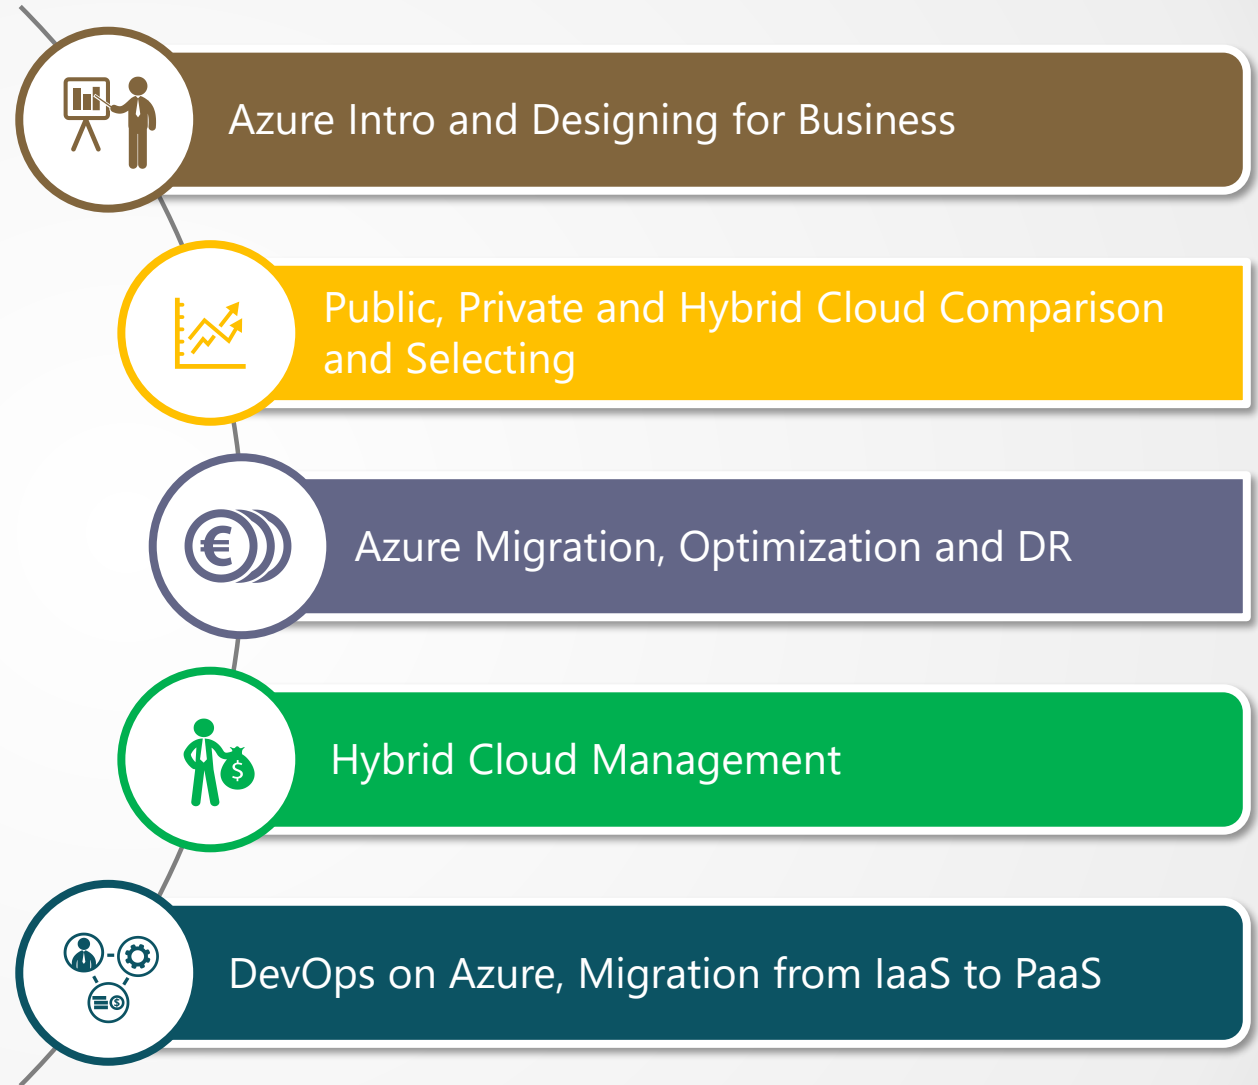 Azure Intro and Designing for Business
Public, Private and Hybrid Cloud Comparison
and Selecting
€
Azure Migration, Optimization and DR
$
Hybrid Cloud Management
$
DevOps on Azure, Migration from IaaS to PaaS